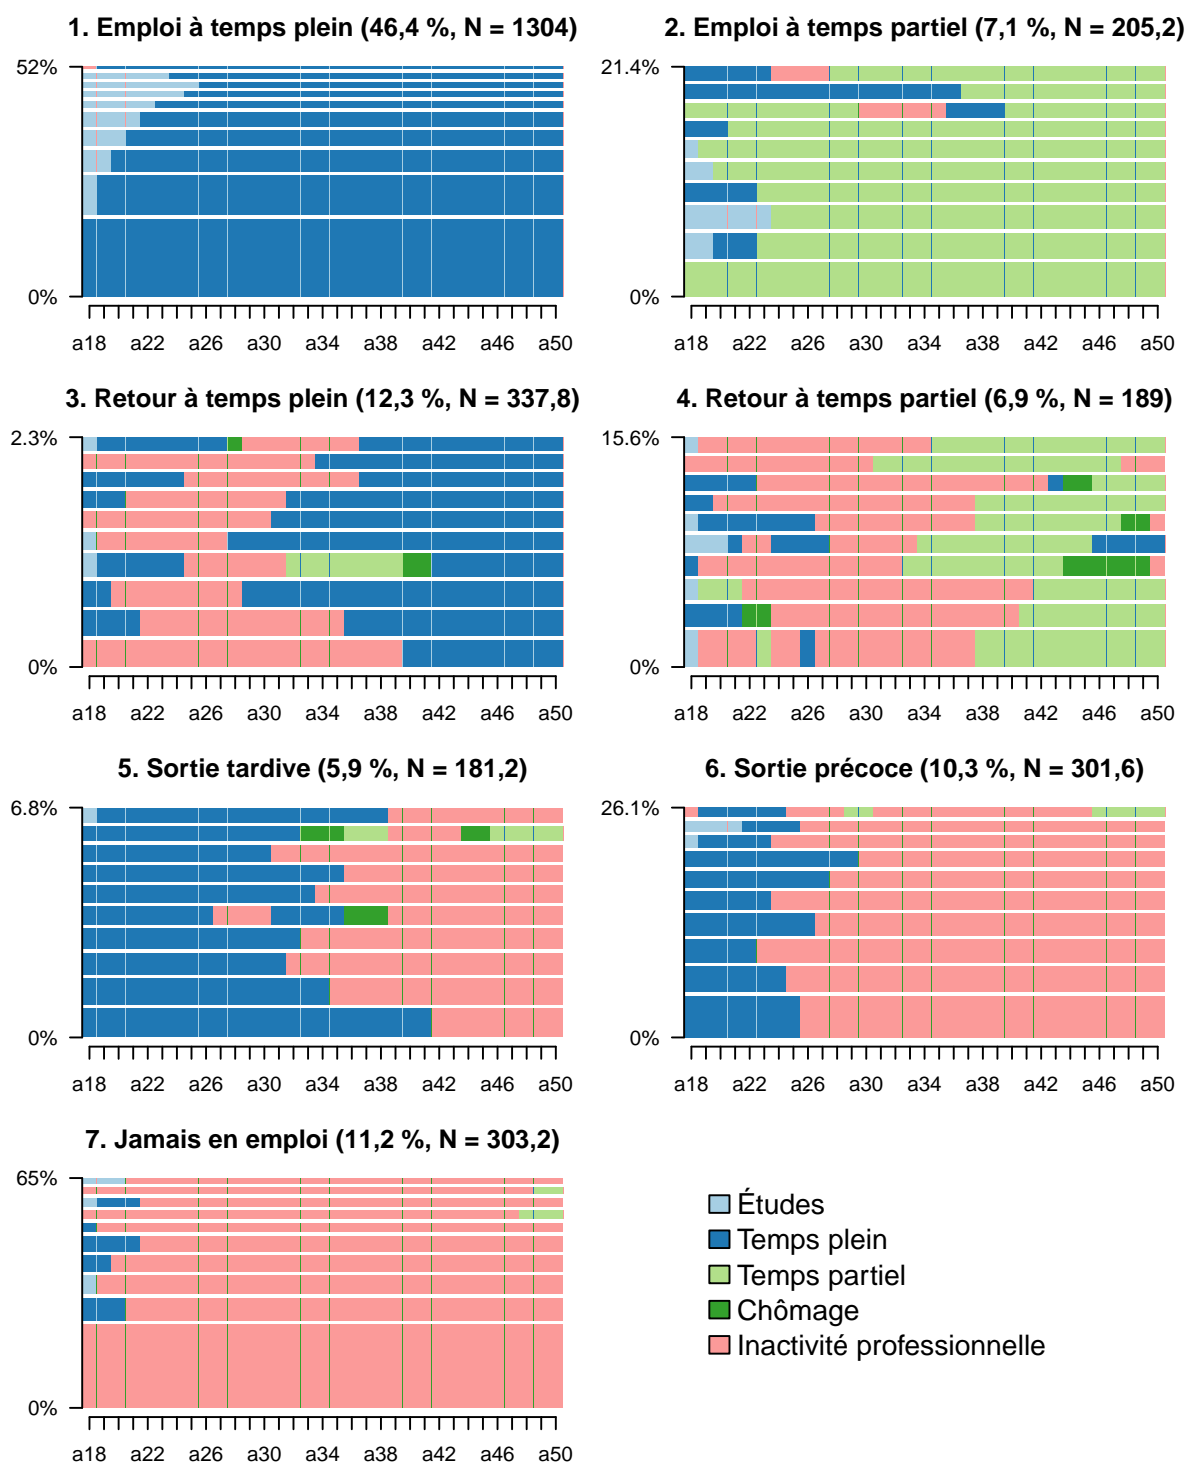 1. Emploi à temps plein (46,4 %, N = 1304)
52%
0%
a18 a22 a26 a30 a34 a38 a42 a46 a50
2. Emploi à temps partiel (7,1 %, N = 205,2)
21.4%
0%
a18 a22 a26 a30 a34 a38 a42 a46 a50
3. Retour à temps plein (12,3 %, N = 337,8)
2.3%
0%
a18 a22 a26 a30 a34 a38 a42 a46 a50
4. Retour à temps partiel (6,9 %, N = 189)
15.6%
0%
a18 a22 a26 a30 a34 a38 a42 a46 a50
5. Sortie tardive (5,9 %, N = 181,2)
6.8%
0%
a18 a22 a26 a30 a34 a38 a42 a46 a50
6. Sortie précoce (10,3 %, N = 301,6)
26.1%
0%
a18 a22 a26 a30 a34 a38 a42 a46 a50
7. Jamais en emploi (11,2 %, N = 303,2)
65%
0%
a18 a22 a26 a30 a34 a38 a42 a46 a50
Études
Temps plein
Temps partiel
Chômage
Inactivité professionnelle